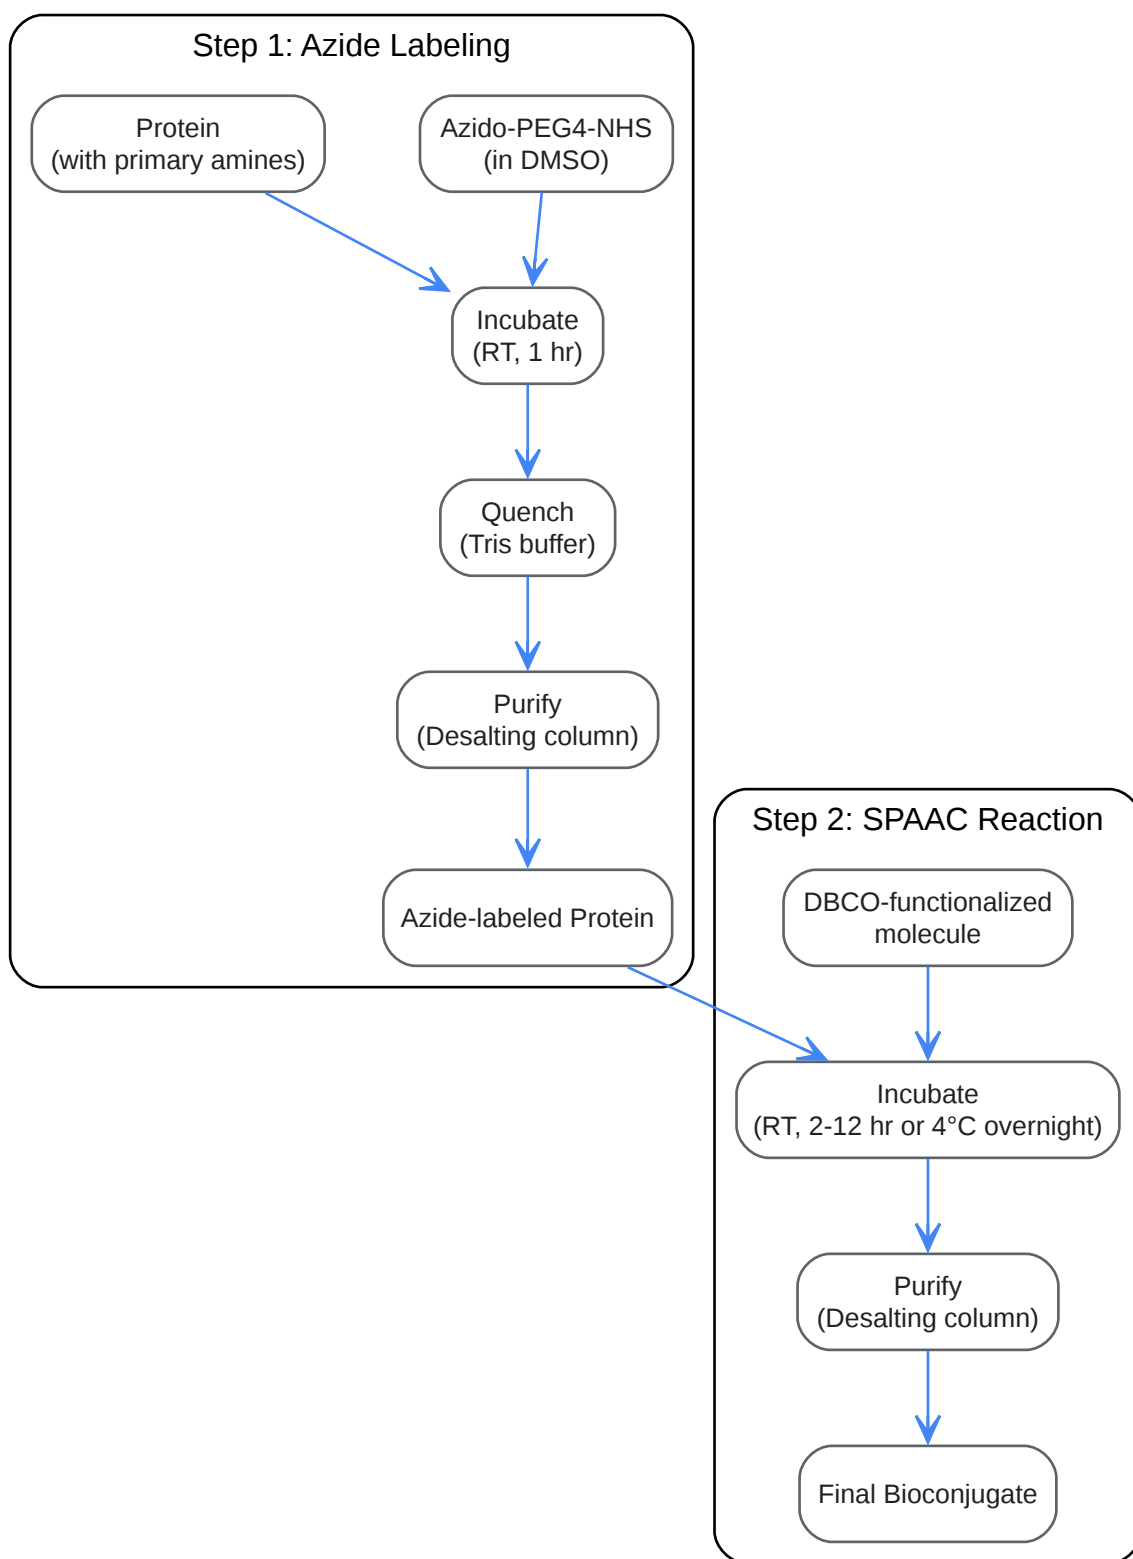 Step 1: Azide Labeling
Protein
(with primary amines)
Azido-PEG4-NHS
(in DMSO)
Incubate
(RT, 1 hr)
Quench
(Tris buffer)
Purify
(Desalting column)
Azide-labeled Protein
Step 2: SPAAC Reaction
DBCO-functionalized
molecule
Incubate
(RT, 2-12 hr or 4°C overnight)
Purify
(Desalting column)
Final Bioconjugate